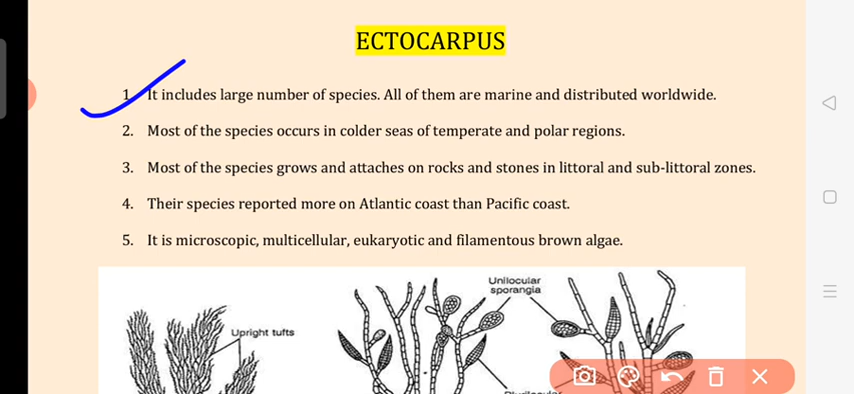 ECTOCARPUS
1. It includes large number of species. All of them are marine and distributed worldwide.
2. Most of the species occurs in colder seas of temperate and polar regions.
3. Most of the species grows and attaches on rocks and stones in littoral and sub-littoral zones.
4. Their species reported more on Atlantic coast than Pacific coast.
5. It is microscopic, multicellular, eukaryotic and filamentous brown algae.
Unilocular
sporangia
Upright tufts